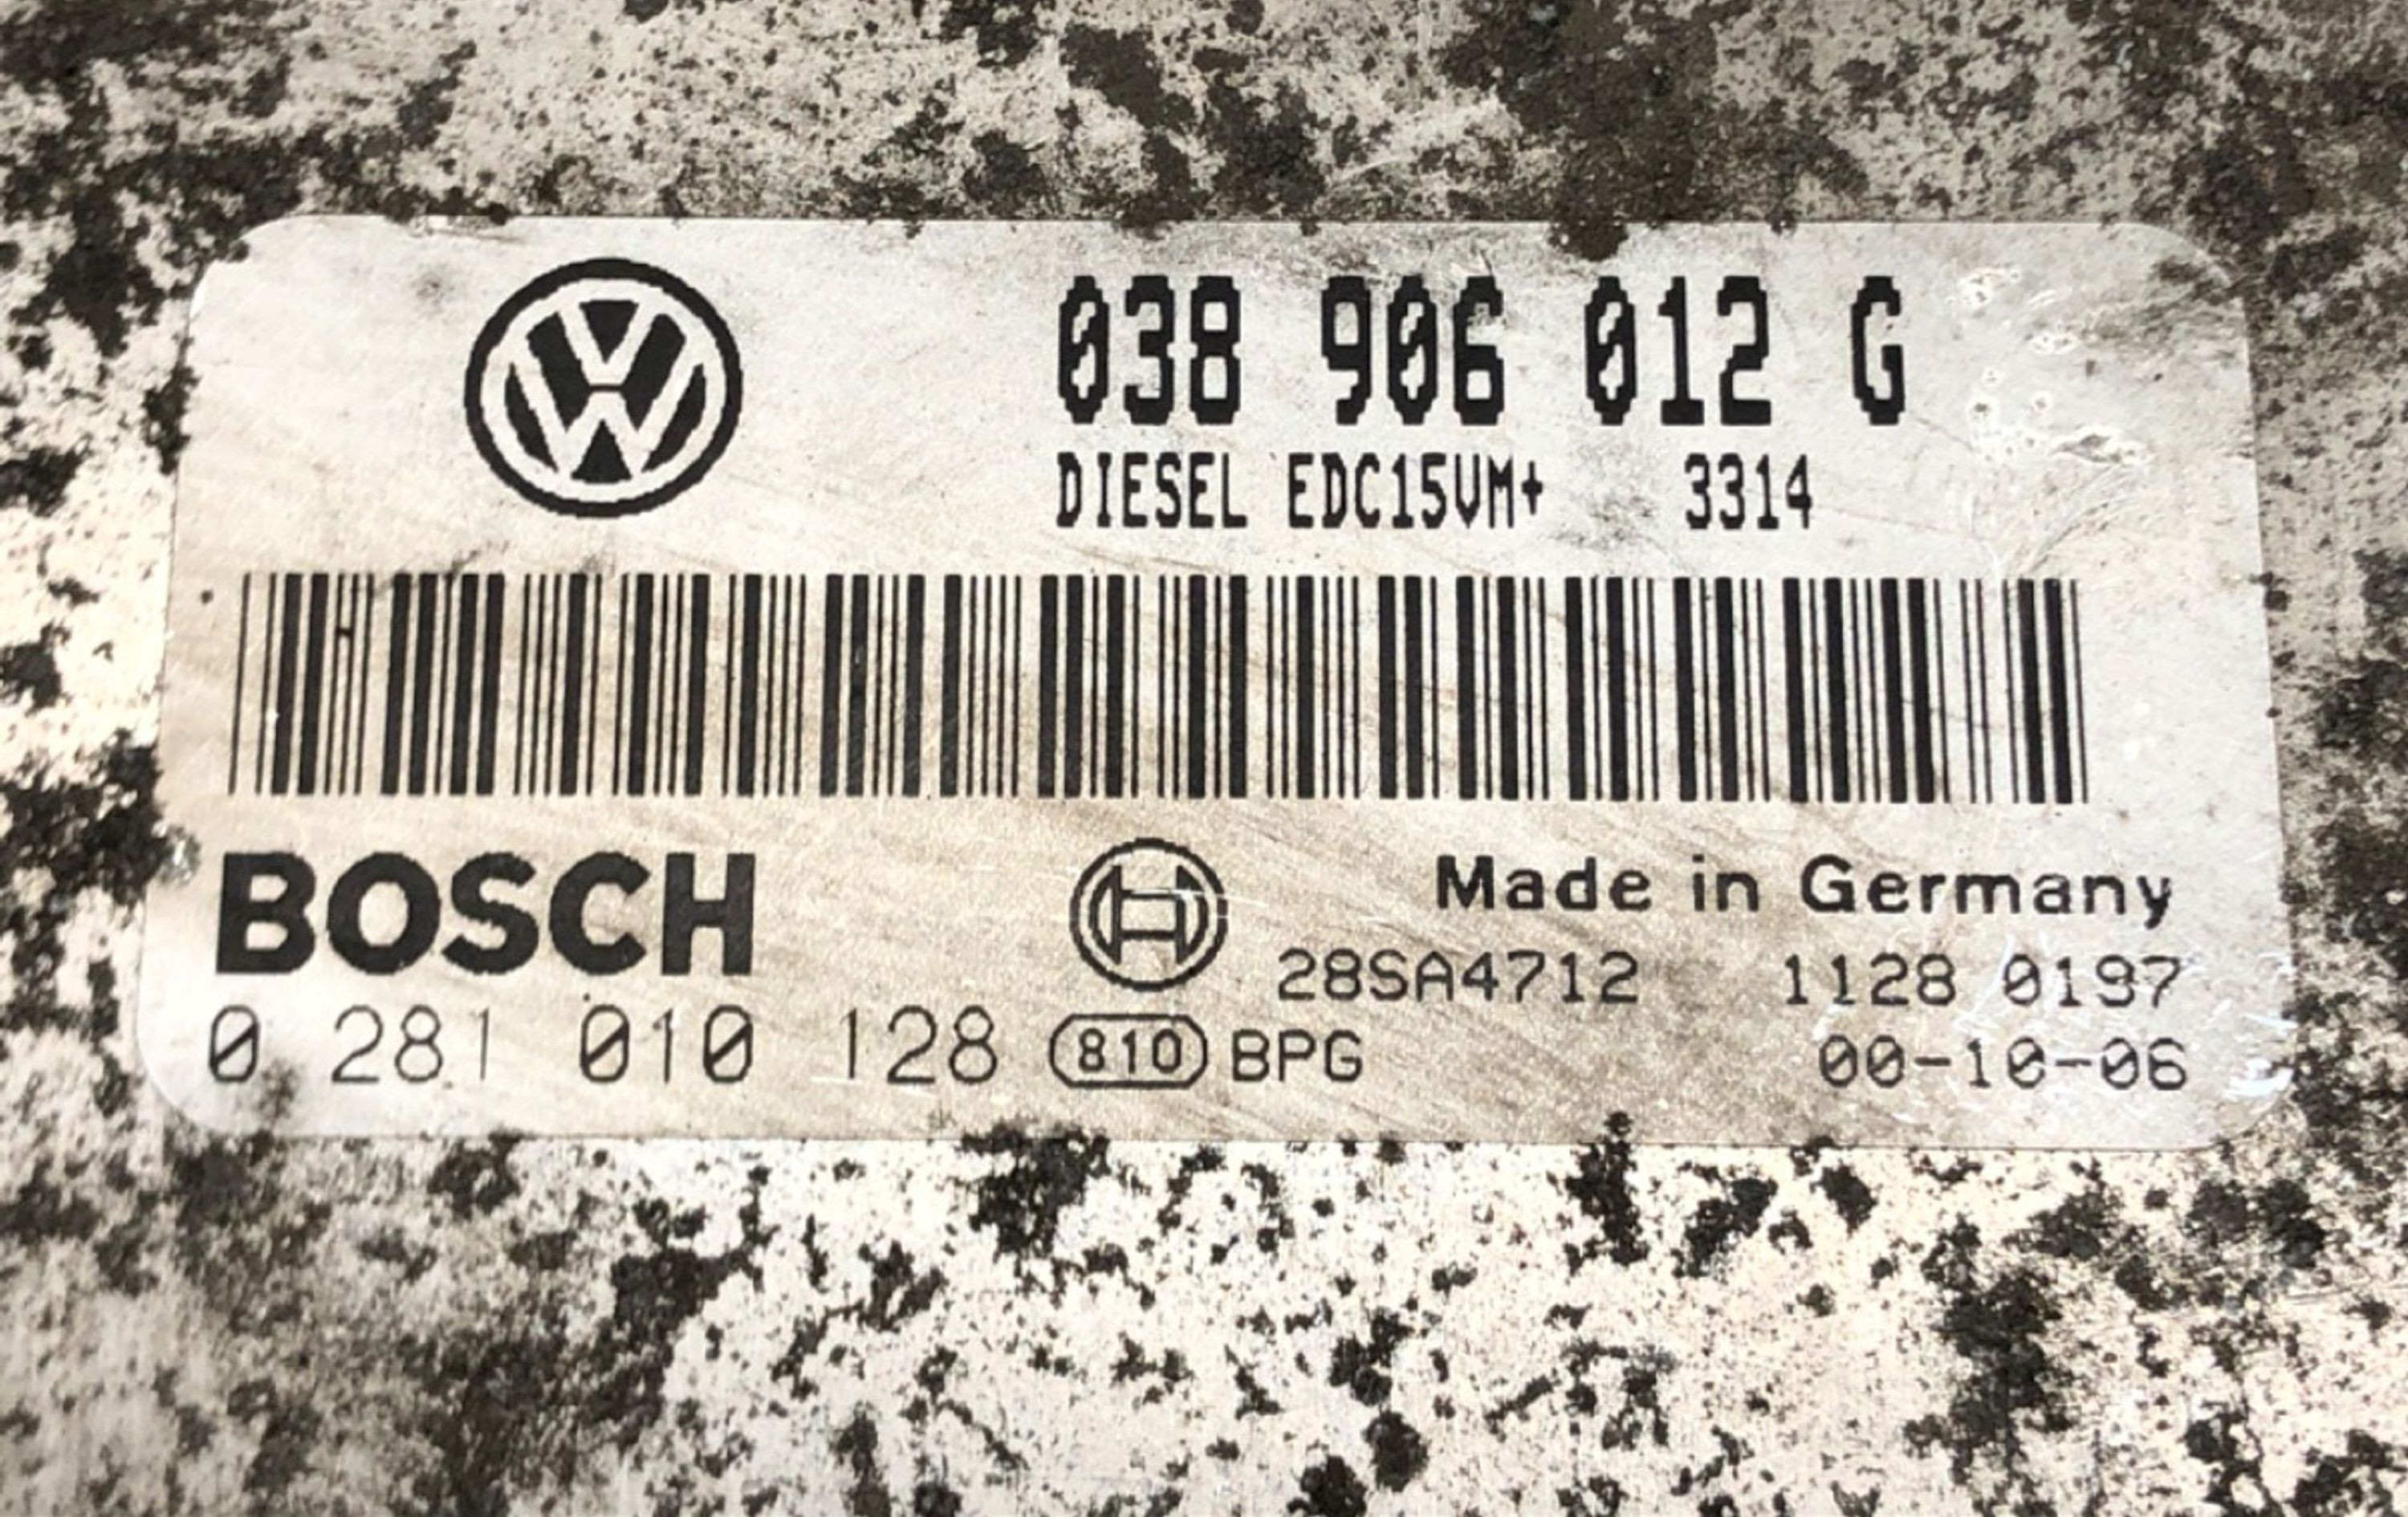 038 906 012 G
DIESEL EDC15VM+ 3314
BOSCH
Made in Germany
28SA4712 1128 0197
0 281 010 128 810 BPG 00-10-06